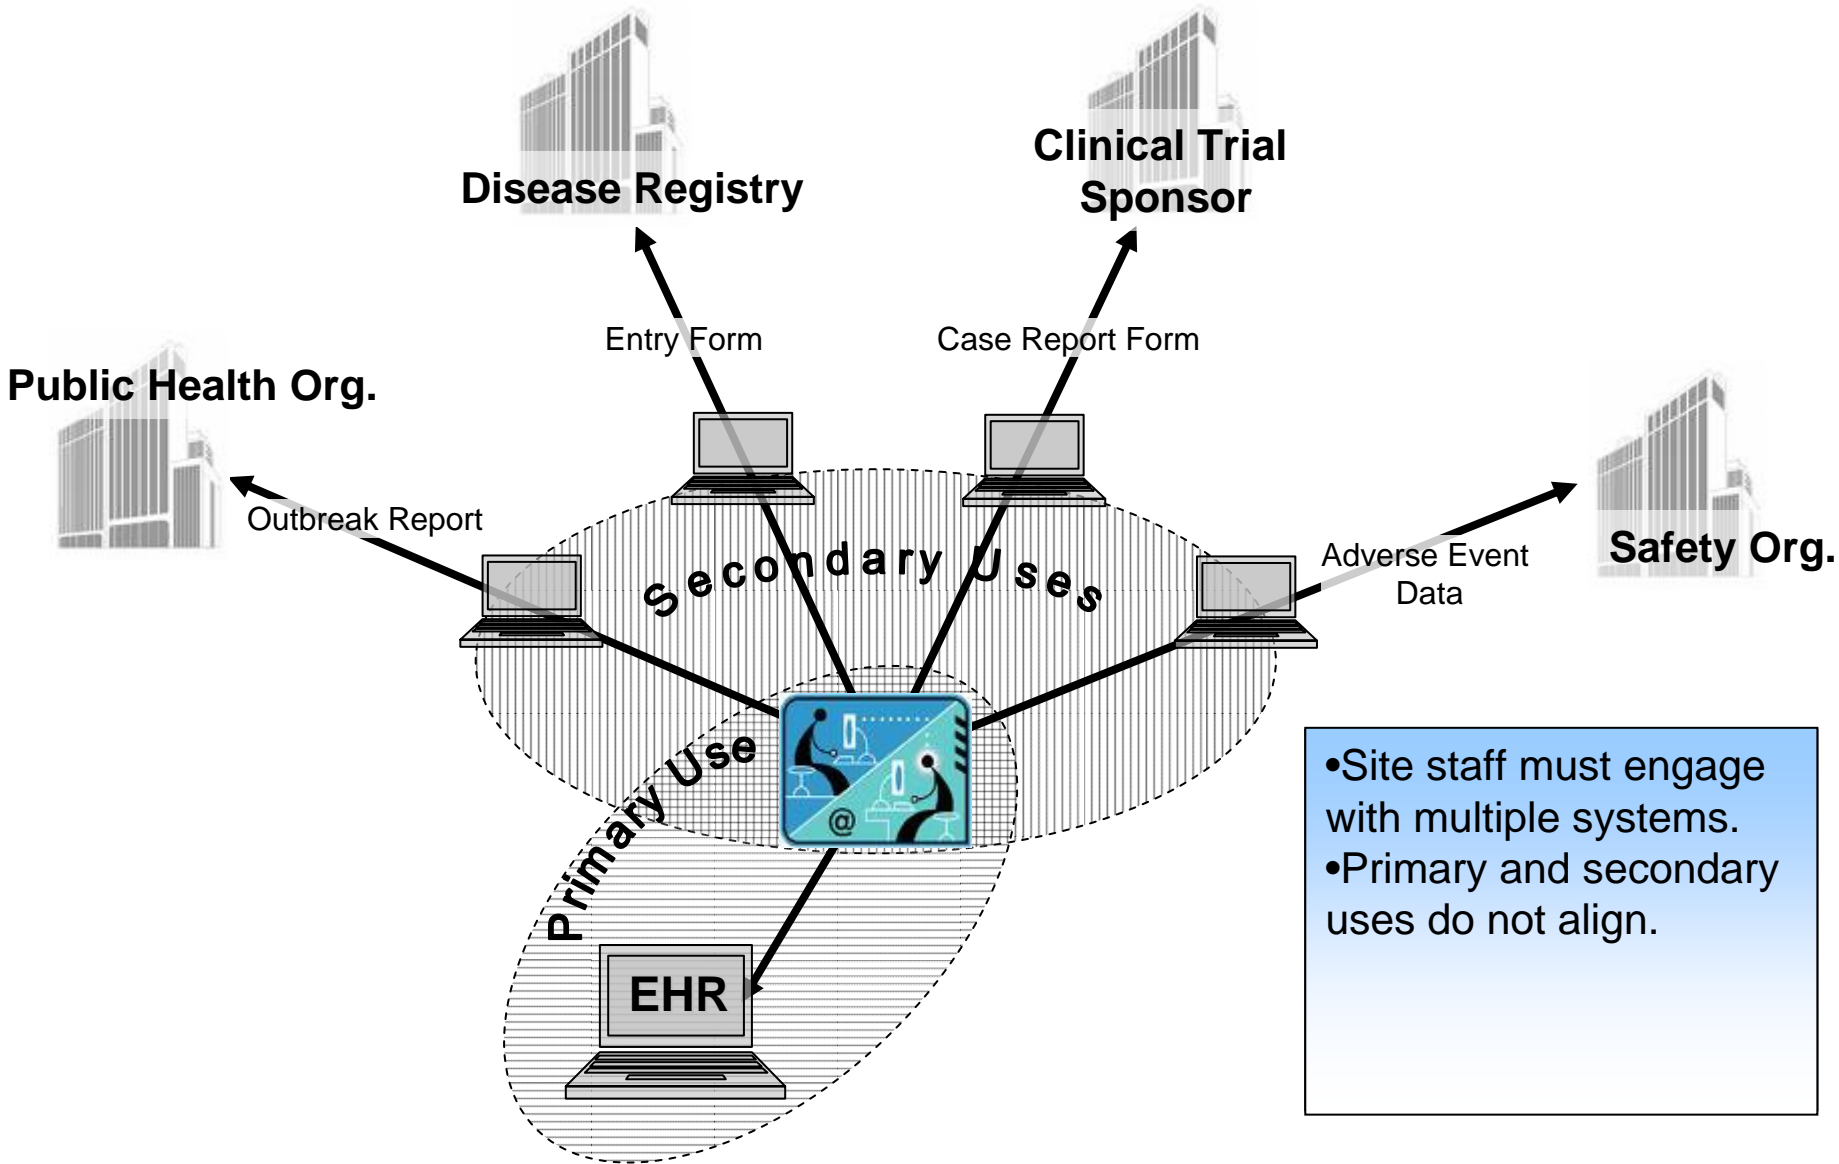 Disease Registry
Clinical Trial
Sponsor
Entry Form
Case Report Form
Public Health Org.
Outbreak Report
Adverse Event
Data
Safety Org.
Secondary Uses
Primary Use
@
EHR
•Site staff must engage
with multiple systems.
•Primary and secondary
uses do not align.